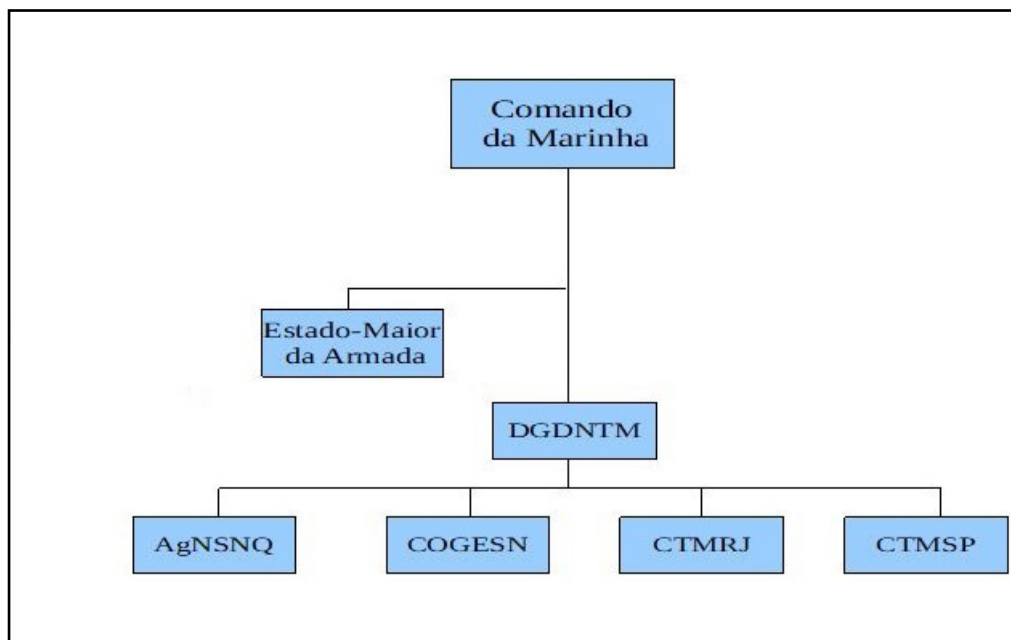 Comando
da Marinha
Estado-Maior
da Armada
DGDNTM
AgNSNQ
COGESN
CTMRJ
CTMSP